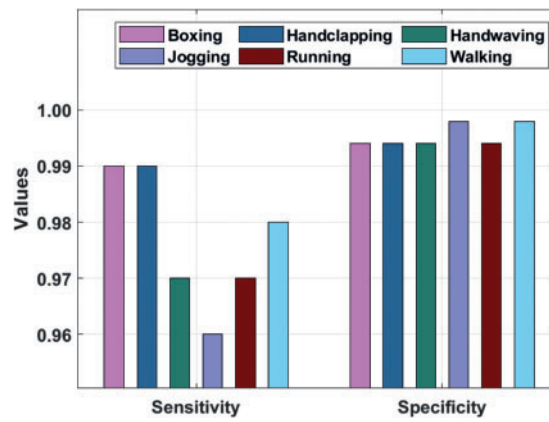 Boxing Handclapping Handwaving
Jogging Running Walking
1.00
0.99
0.98
0.97
0.96
Values
Sensitivity Specificity